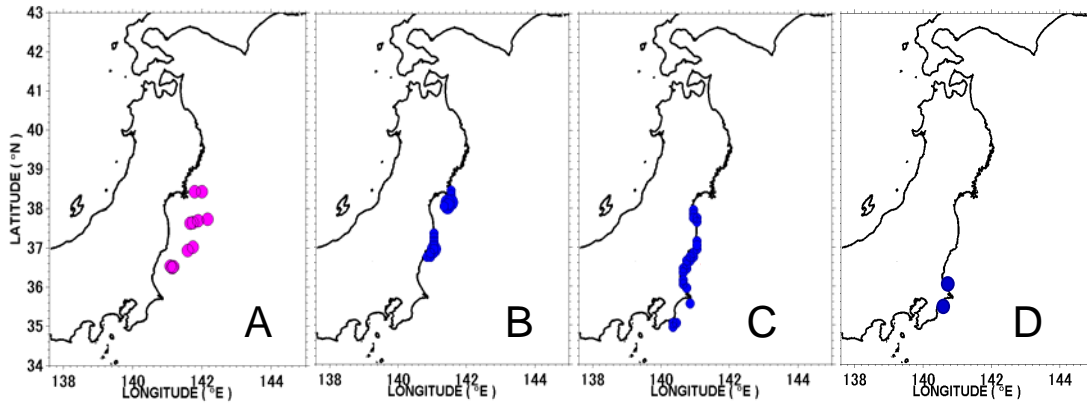 43
42
41
40
39
38
37
36
35
34
LATITUDE ( °N)
A
B
C
D
138 140 142 144
138 140 142 144
138 140 142 144
138 140 142 144
LONGITUDE ( °E)
LONGITUDE ( °E)
LONGITUDE ( °E)
LONGITUDE ( °E)